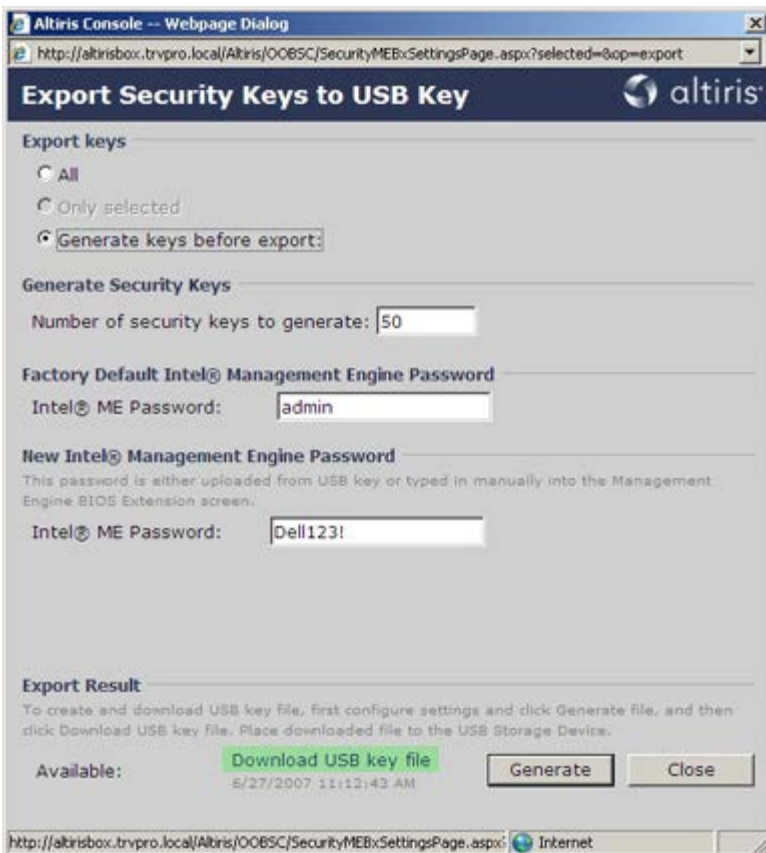 Altiris Console -- Webpage Dialog
http://altirisbox.trvpro.local/Altiris/OOBSC/SecurityMEBxSettingsPage.aspx?selected=&op=export
Export Security Keys to USB Key
altiris
Export keys
All
Only selected
Generate keys before export:
Generate Security Keys
Number of security keys to generate: 50
Factory Default Intel® Management Engine Password
Intel® ME Password: admin
New Intel® Management Engine Password
This password is either uploaded from USB key or typed in manually into the Management
Engine BIOS Extension screen.
Intel® ME Password: Dell123!
Export Result
To create and download USB key file, first configure settings and click Generate file, and then
click Download USB key file. Place downloaded file to the USB Storage Device.
Available: Download USB key file Generate Close
6/27/2007 11:12:43 AM
http://altirisbox.trvpro.local/Altiris/OOBSC/SecurityMEBxSettingsPage.aspx Internet